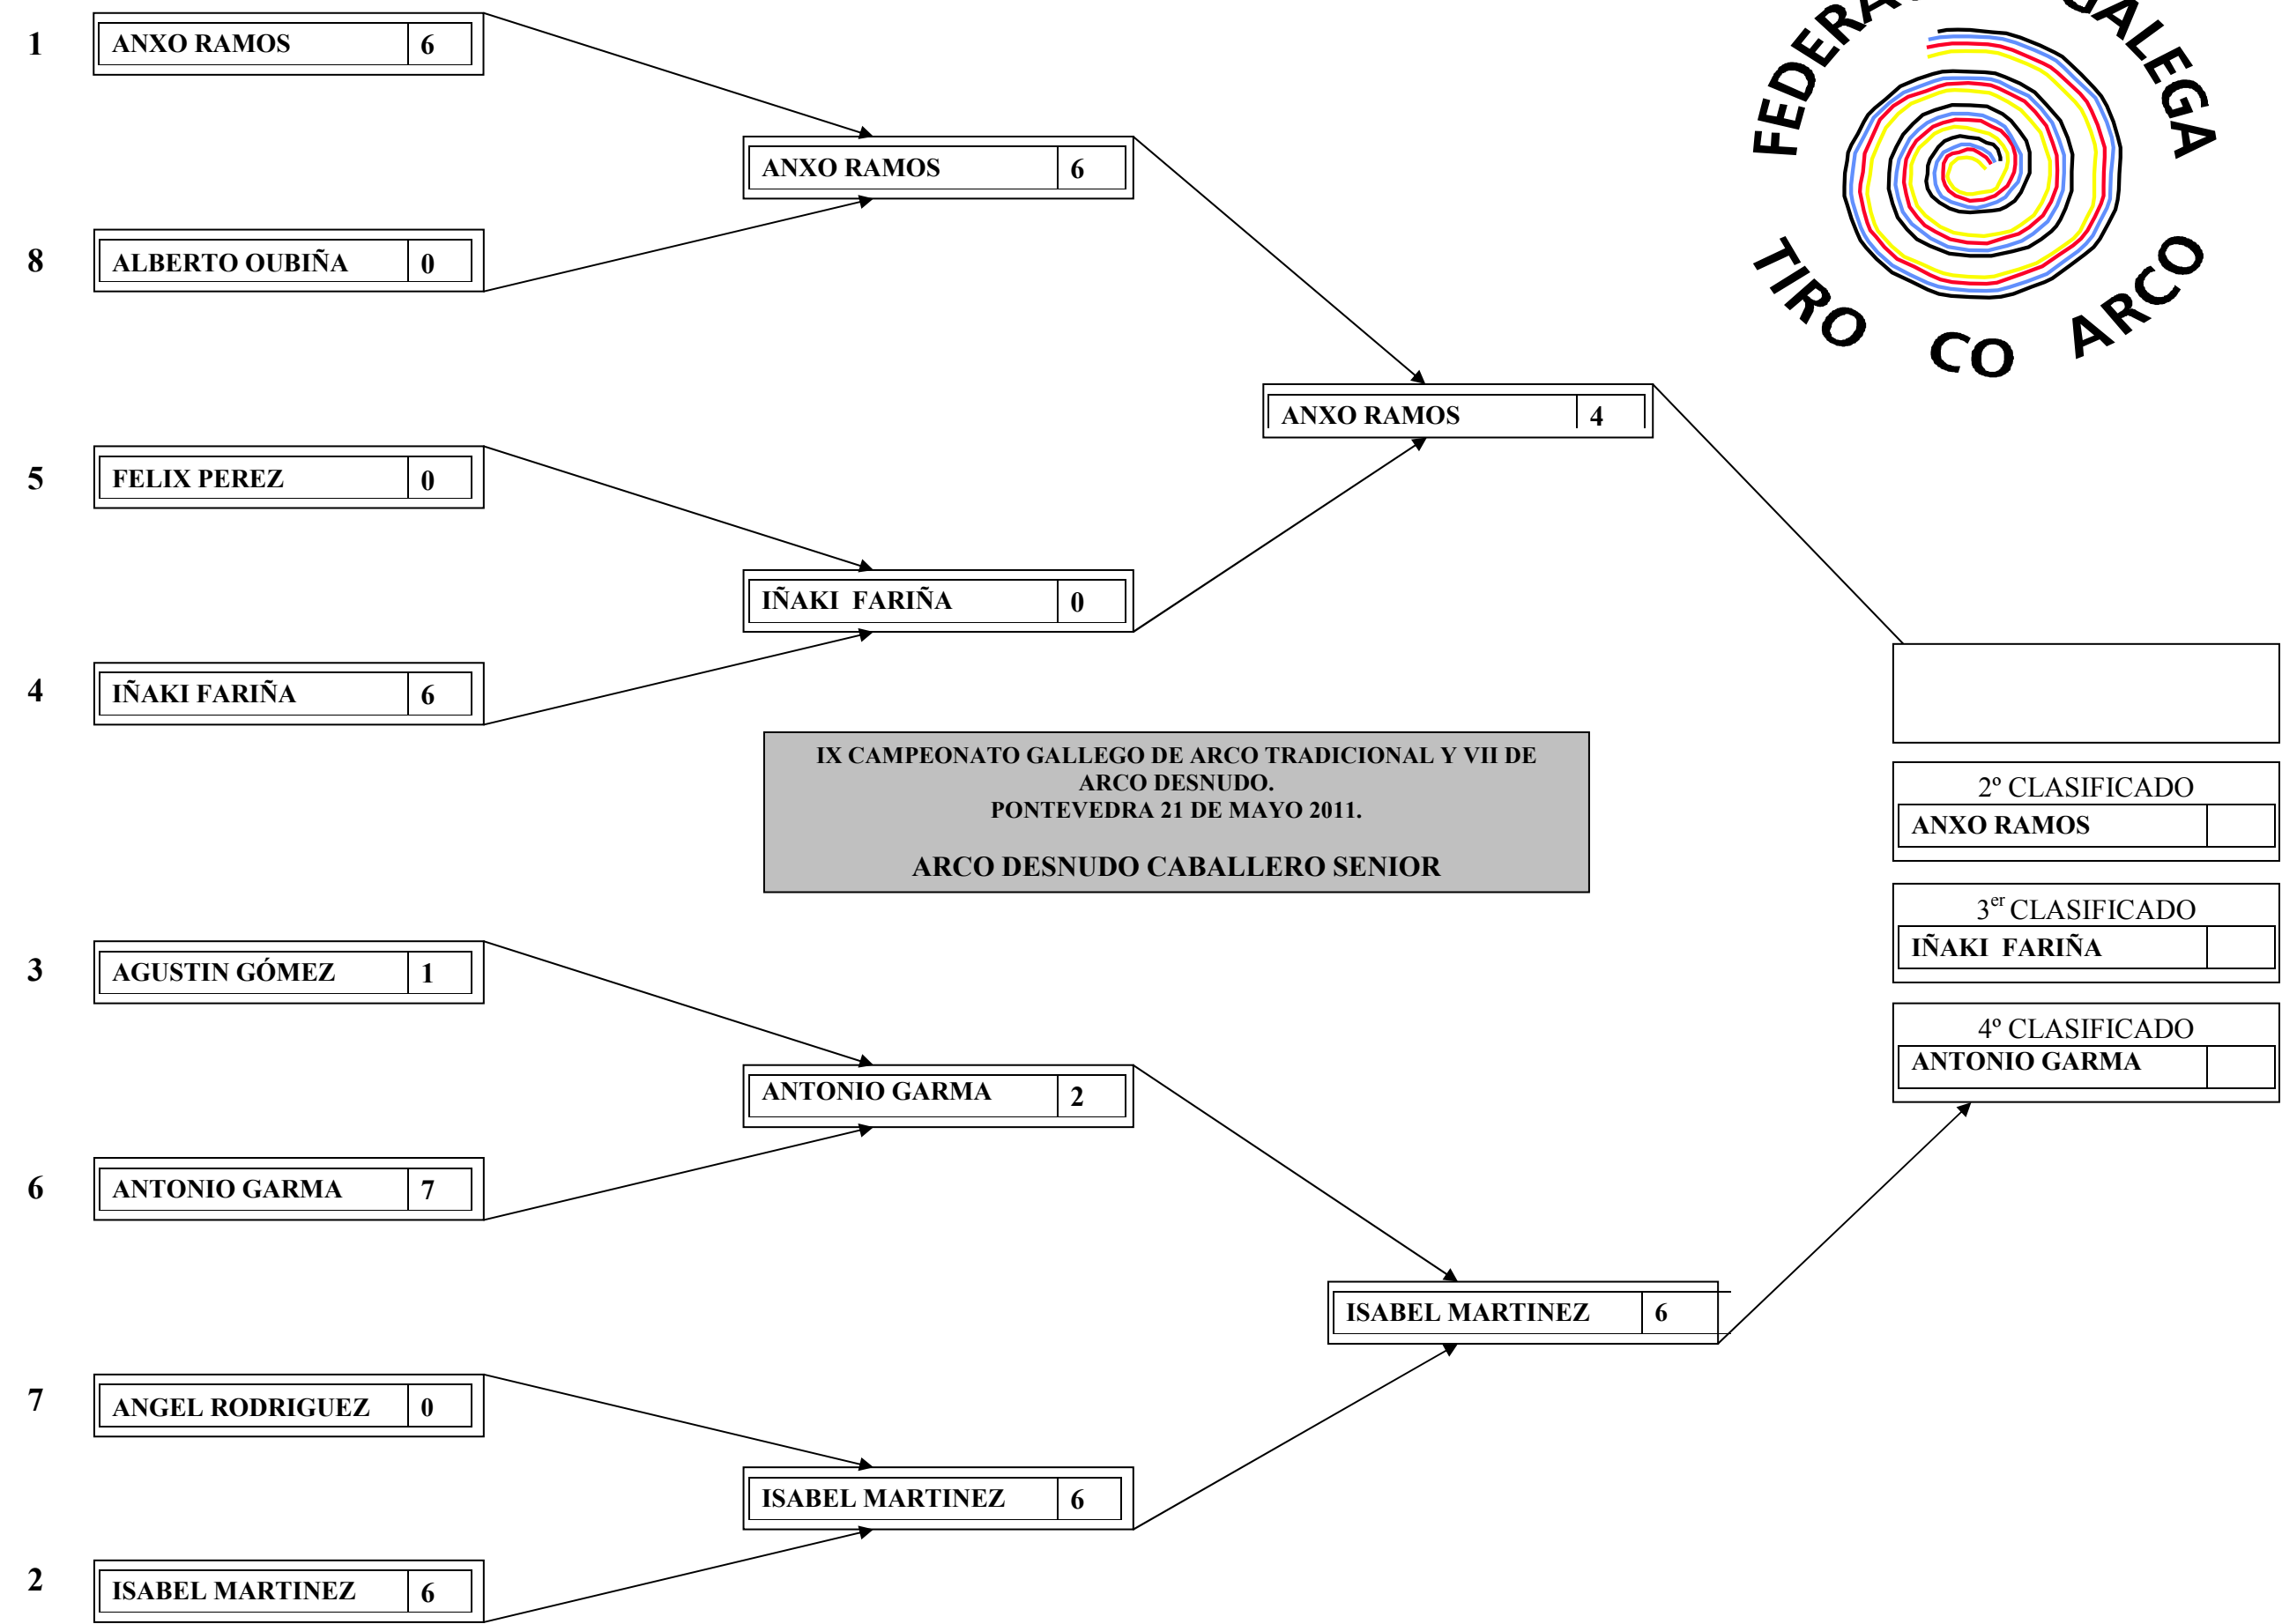 1
ANXO RAMOS 6
8
ALBERTO OUBIÑA 0
5
FELIX PEREZ 0
4
IÑAKI FARIÑA 6
3
AGUSTIN GÓMEZ 1
6
ANTONIO GARMA 7
7
ANGEL RODRIGUEZ 0
2
ISABEL MARTINEZ 6
ANXO RAMOS 6
IÑAKI FARIÑA 0
ANTONIO GARMA 2
ISABEL MARTINEZ 6
IX CAMPEONATO GALLEGO DE ARCO TRADICIONAL Y VII DE
ARCO DESNUDO.
PONTEVEDRA 21 DE MAYO 2011.
ARCO DESNUDO CABALLERO SENIOR
ANXO RAMOS 4
ISABEL MARTINEZ 6
GALEGA
TIRO CO ARCO
2º CLASIFICADO
ANXO RAMOS
3er CLASIFICADO
IÑAKI FARIÑA
4º CLASIFICADO
ANTONIO GARMA